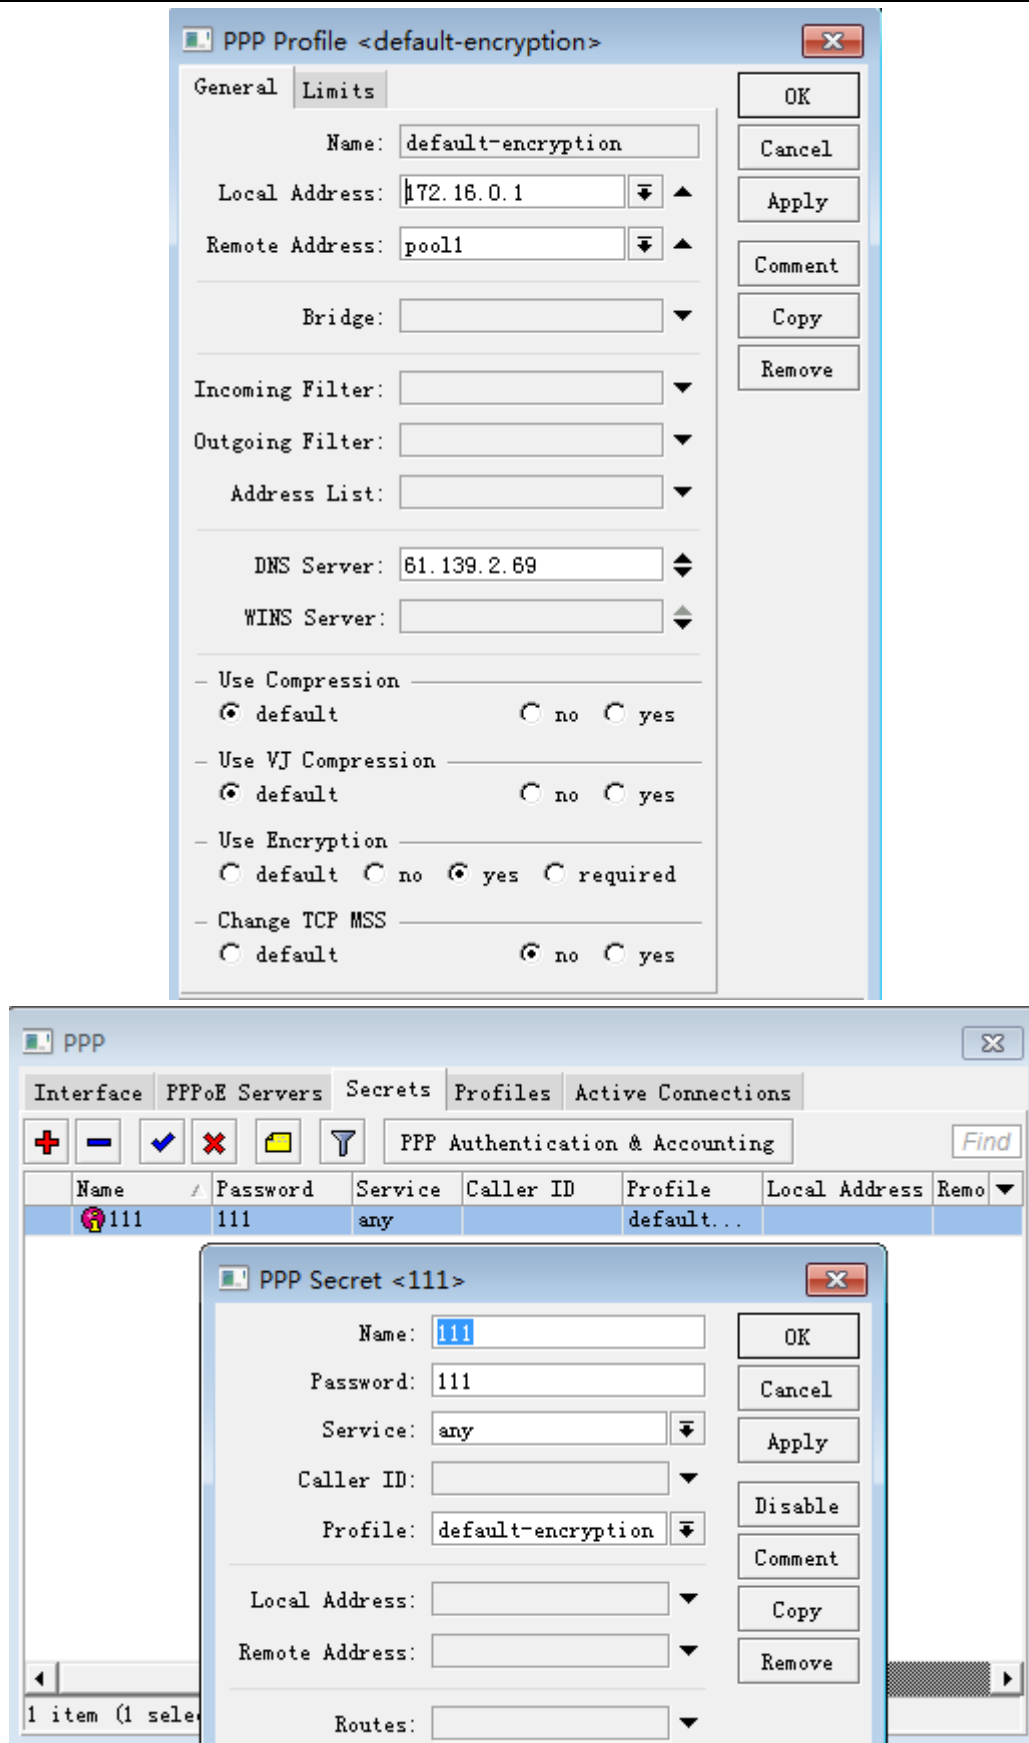 PPP Profile <default-encryption>
General Limits
OK
Name: default-encryption
Cancel
Local Address: 172.16.0.1
Apply
Remote Address: pool1
Comment
Bridge:
Copy
Remove
Incoming Filter:
Outgoing Filter:
Address List:
DNS Server: 61.139.2.69
WINS Server:
Use Compression
default no yes
Use VJ Compression
default no yes
Use Encryption
default no yes required
Change TCP MSS
default no yes
PPP
Interface PPPoE Servers Secrets Profiles Active Connections
PPP Authentication & Accounting Find
Name Password Service Caller ID Profile Local Address Remo
111 111 any default...
PPP Secret <111>
Name: 111
OK
Password: 111
Cancel
Service: any
Apply
Caller ID:
Disable
Profile: default-encryption
Comment
Local Address:
Copy
Remote Address:
Remove
1 item (1 sele
Routes: